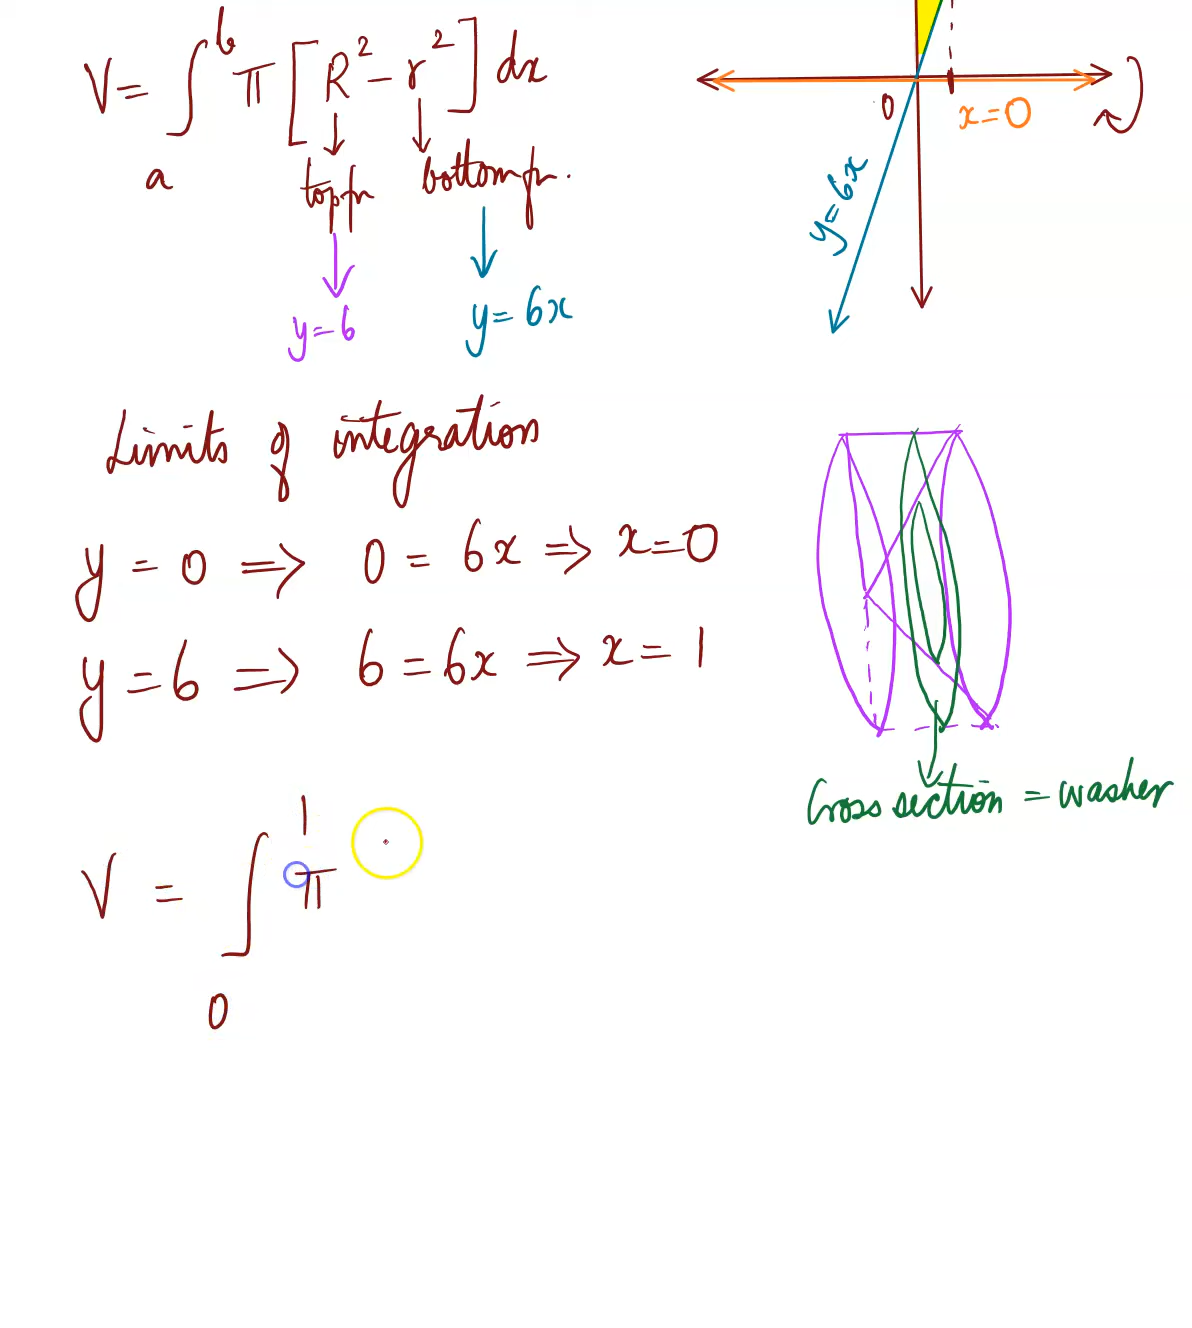 V = ∫ₐᵇ π [R² − r²] dx
top fn bottom fn.
y = 6 y = 6x
0 x = 0
y = 6x
Limits of integration
y = 0 ⇒ 0 = 6x ⇒ x = 0
y = 6 ⇒ 6 = 6x ⇒ x = 1
Cross section = washer
V = ∫₀¹ π